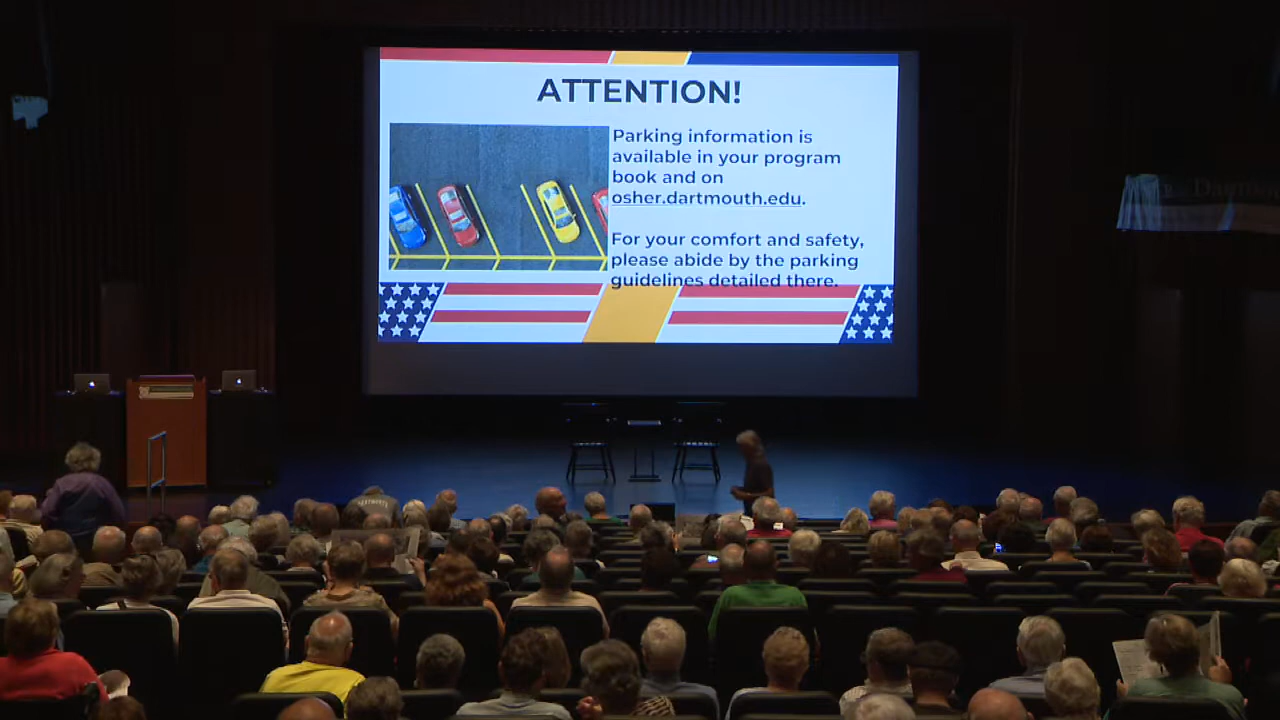 ATTENTION!
Parking information is
available in your program
book and on
osher.dartmouth.edu.
For your comfort and safety,
please abide by the parking
guidelines detailed there.